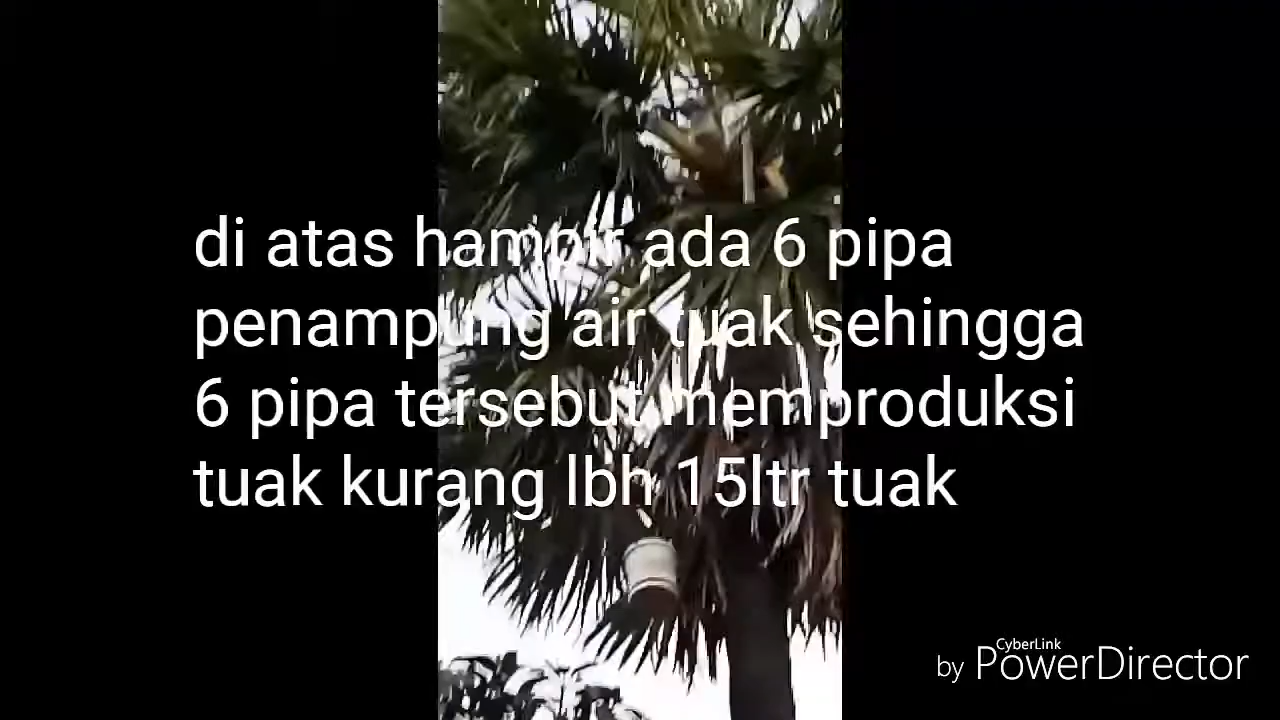 di atas hampir ada 6 pipa
penampung air tuak sehingga
6 pipa tersebut memproduksi
tuak kurang lbh 15ltr tuak
CyberLink
by PowerDirector